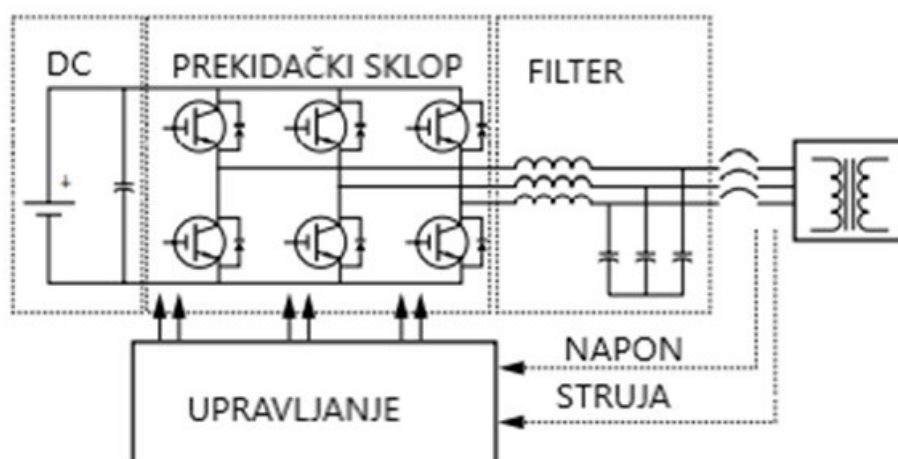 DC
PREKIDAČKI SKLOP
FILTER
+
NAPON
STRUJA
UPRAVLJANJE